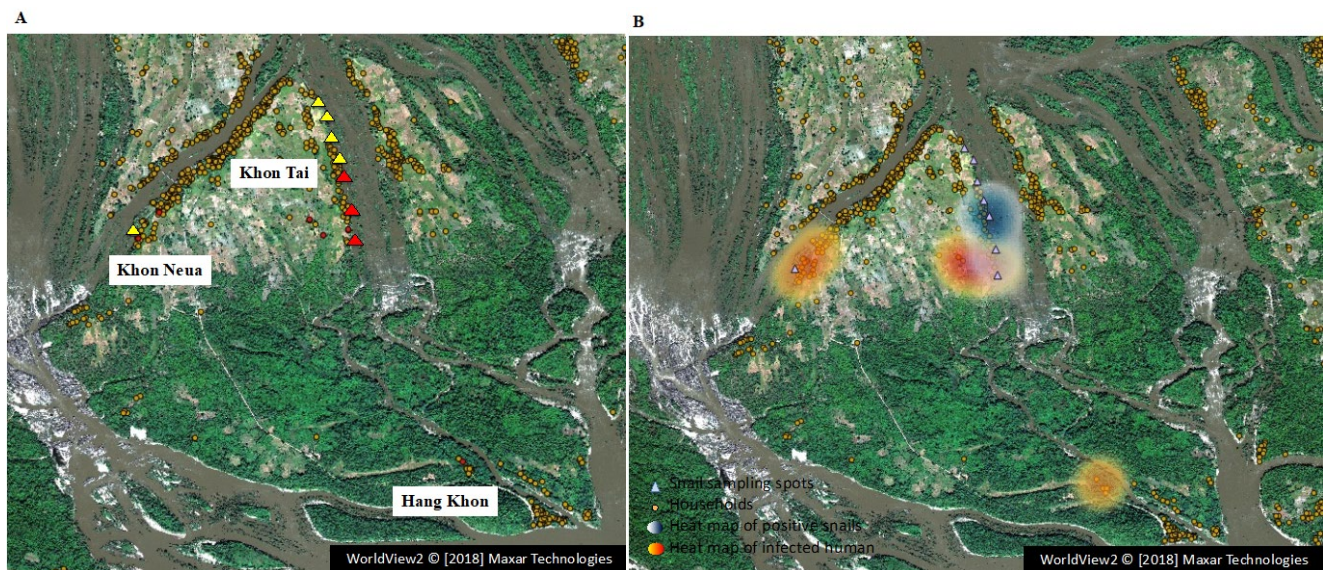 A
B
Khon Tai
Khon Neua
Hang Khon
WorldView2 © [2018] Maxar Technologies
Snail sampling spots
Households
Heat map of positive snails
Heat map of infected human
WorldView2 © [2018] Maxar Technologies